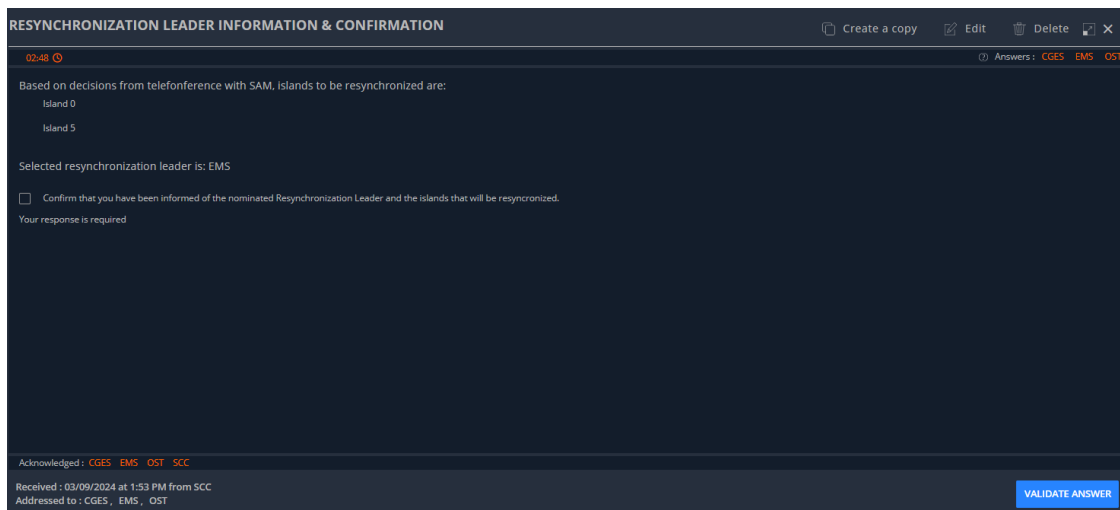 RESYNCHRONIZATION LEADER INFORMATION & CONFIRMATION
Create a copy Edit Delete
02:48 Answers : CGES EMS OST
Based on decisions from telefonference with SAM, islands to be resynchronized are:
Island 0
Island 5
Selected resynchronization leader is: EMS
Confirm that you have been informed of the nominated Resynchronization Leader and the islands that will be resyncronized.
Your response is required
Acknowledged : CGES EMS OST SCC
Received : 03/09/2024 at 1:53 PM from SCC
Addressed to : CGES , EMS , OST
VALIDATE ANSWER